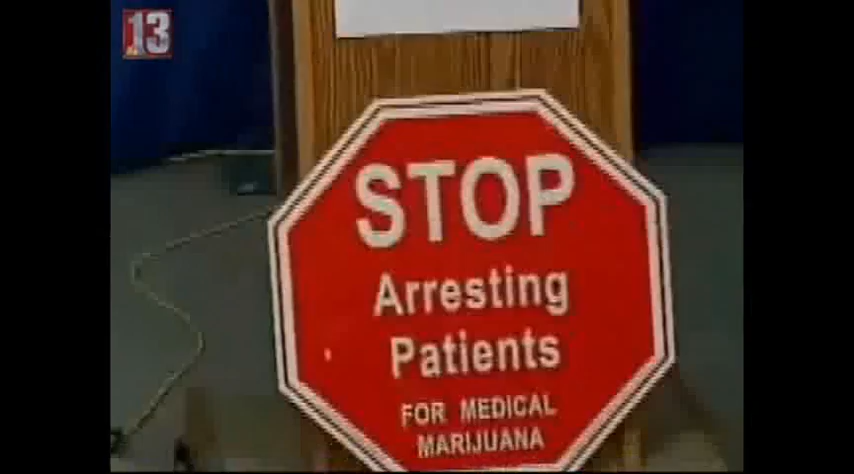 13
STOP
Arresting
Patients
FOR MEDICAL
MARIJUANA